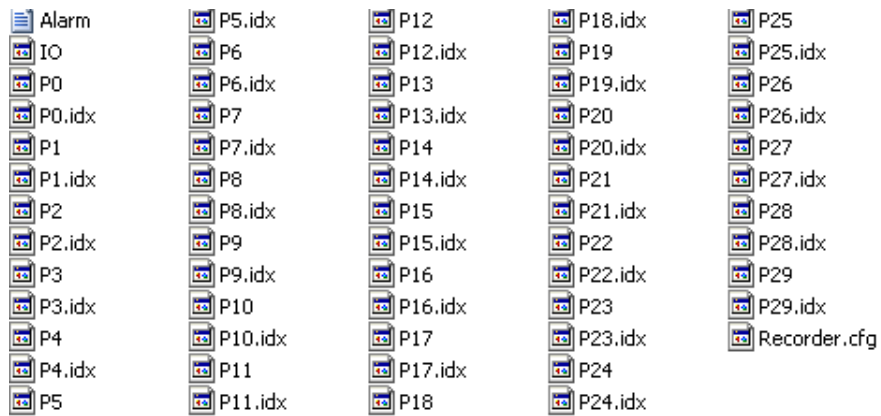 Alarm
IO
P0
P0.idx
P1
P1.idx
P2
P2.idx
P3
P3.idx
P4
P4.idx
P5
P5.idx
P6
P6.idx
P7
P7.idx
P8
P8.idx
P9
P9.idx
P10
P10.idx
P11
P11.idx
P12
P12.idx
P13
P13.idx
P14
P14.idx
P15
P15.idx
P16
P16.idx
P17
P17.idx
P18
P18.idx
P19
P19.idx
P20
P20.idx
P21
P21.idx
P22
P22.idx
P23
P23.idx
P24
P24.idx
P25
P25.idx
P26
P26.idx
P27
P27.idx
P28
P28.idx
P29
P29.idx
Recorder.cfg